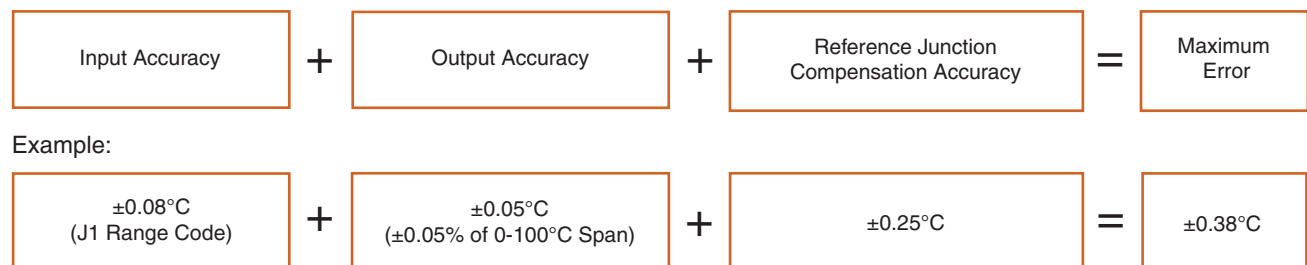 Input Accuracy + Output Accuracy + Reference Junction
Compensation Accuracy = Maximum
Error
Example:
±0.08°C
(J1 Range Code) + ±0.05°C
(±0.05% of 0-100°C Span) + ±0.25°C = ±0.38°C